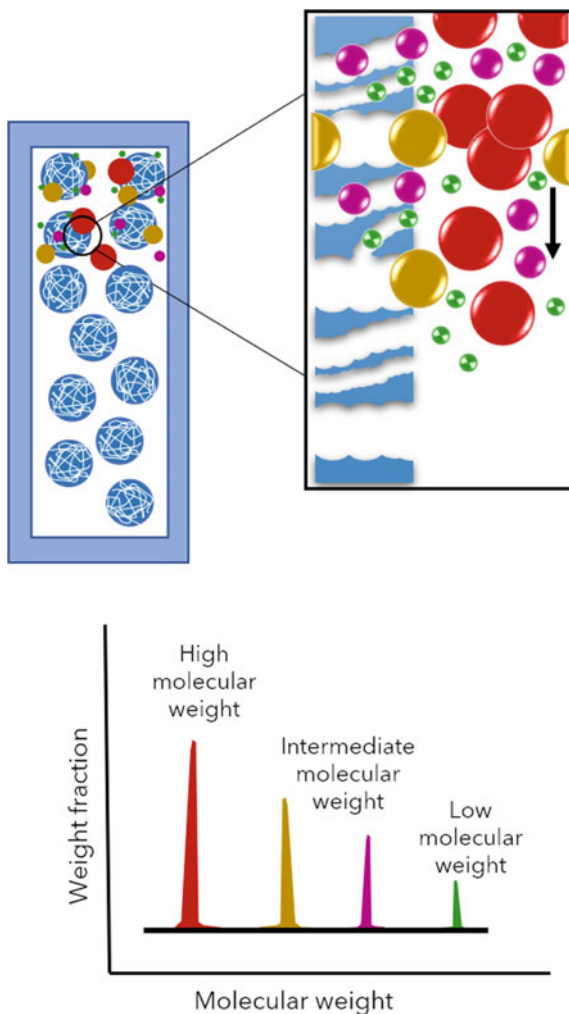 High
molecular
weight
Intermediate
molecular
weight
Low
molecular
weight
Weight fraction
Molecular weight